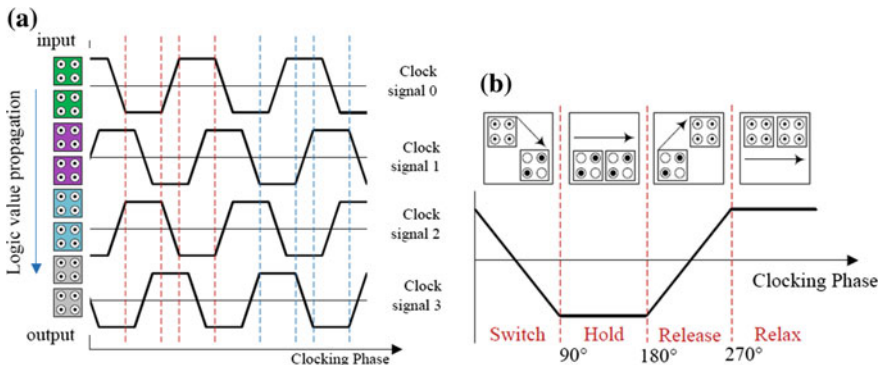 (a)
input
Logic value propagation
output
Clock
signal 0
Clock
signal 1
Clock
signal 2
Clock
signal 3
Clocking Phase
(b)
Clocking Phase
Switch
Hold
Release
Relax
90°
180°
270°